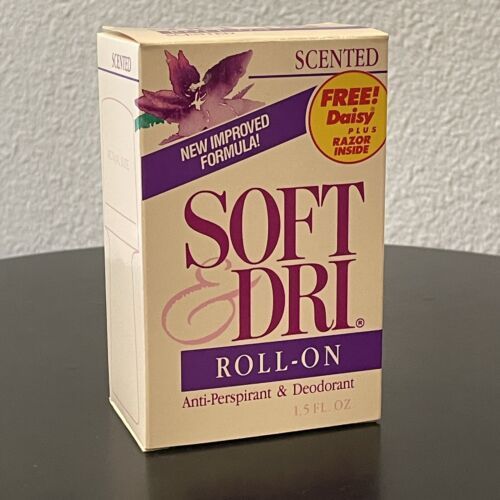 SCENTED
SCENTED
FREE!
Daisy
PLUS
RAZOR
INSIDE
NEW IMPROVED
FORMULA!
SOFT
&
DRI®
ROLL-ON
Anti-Perspirant & Deodorant
1.5 FL. OZ